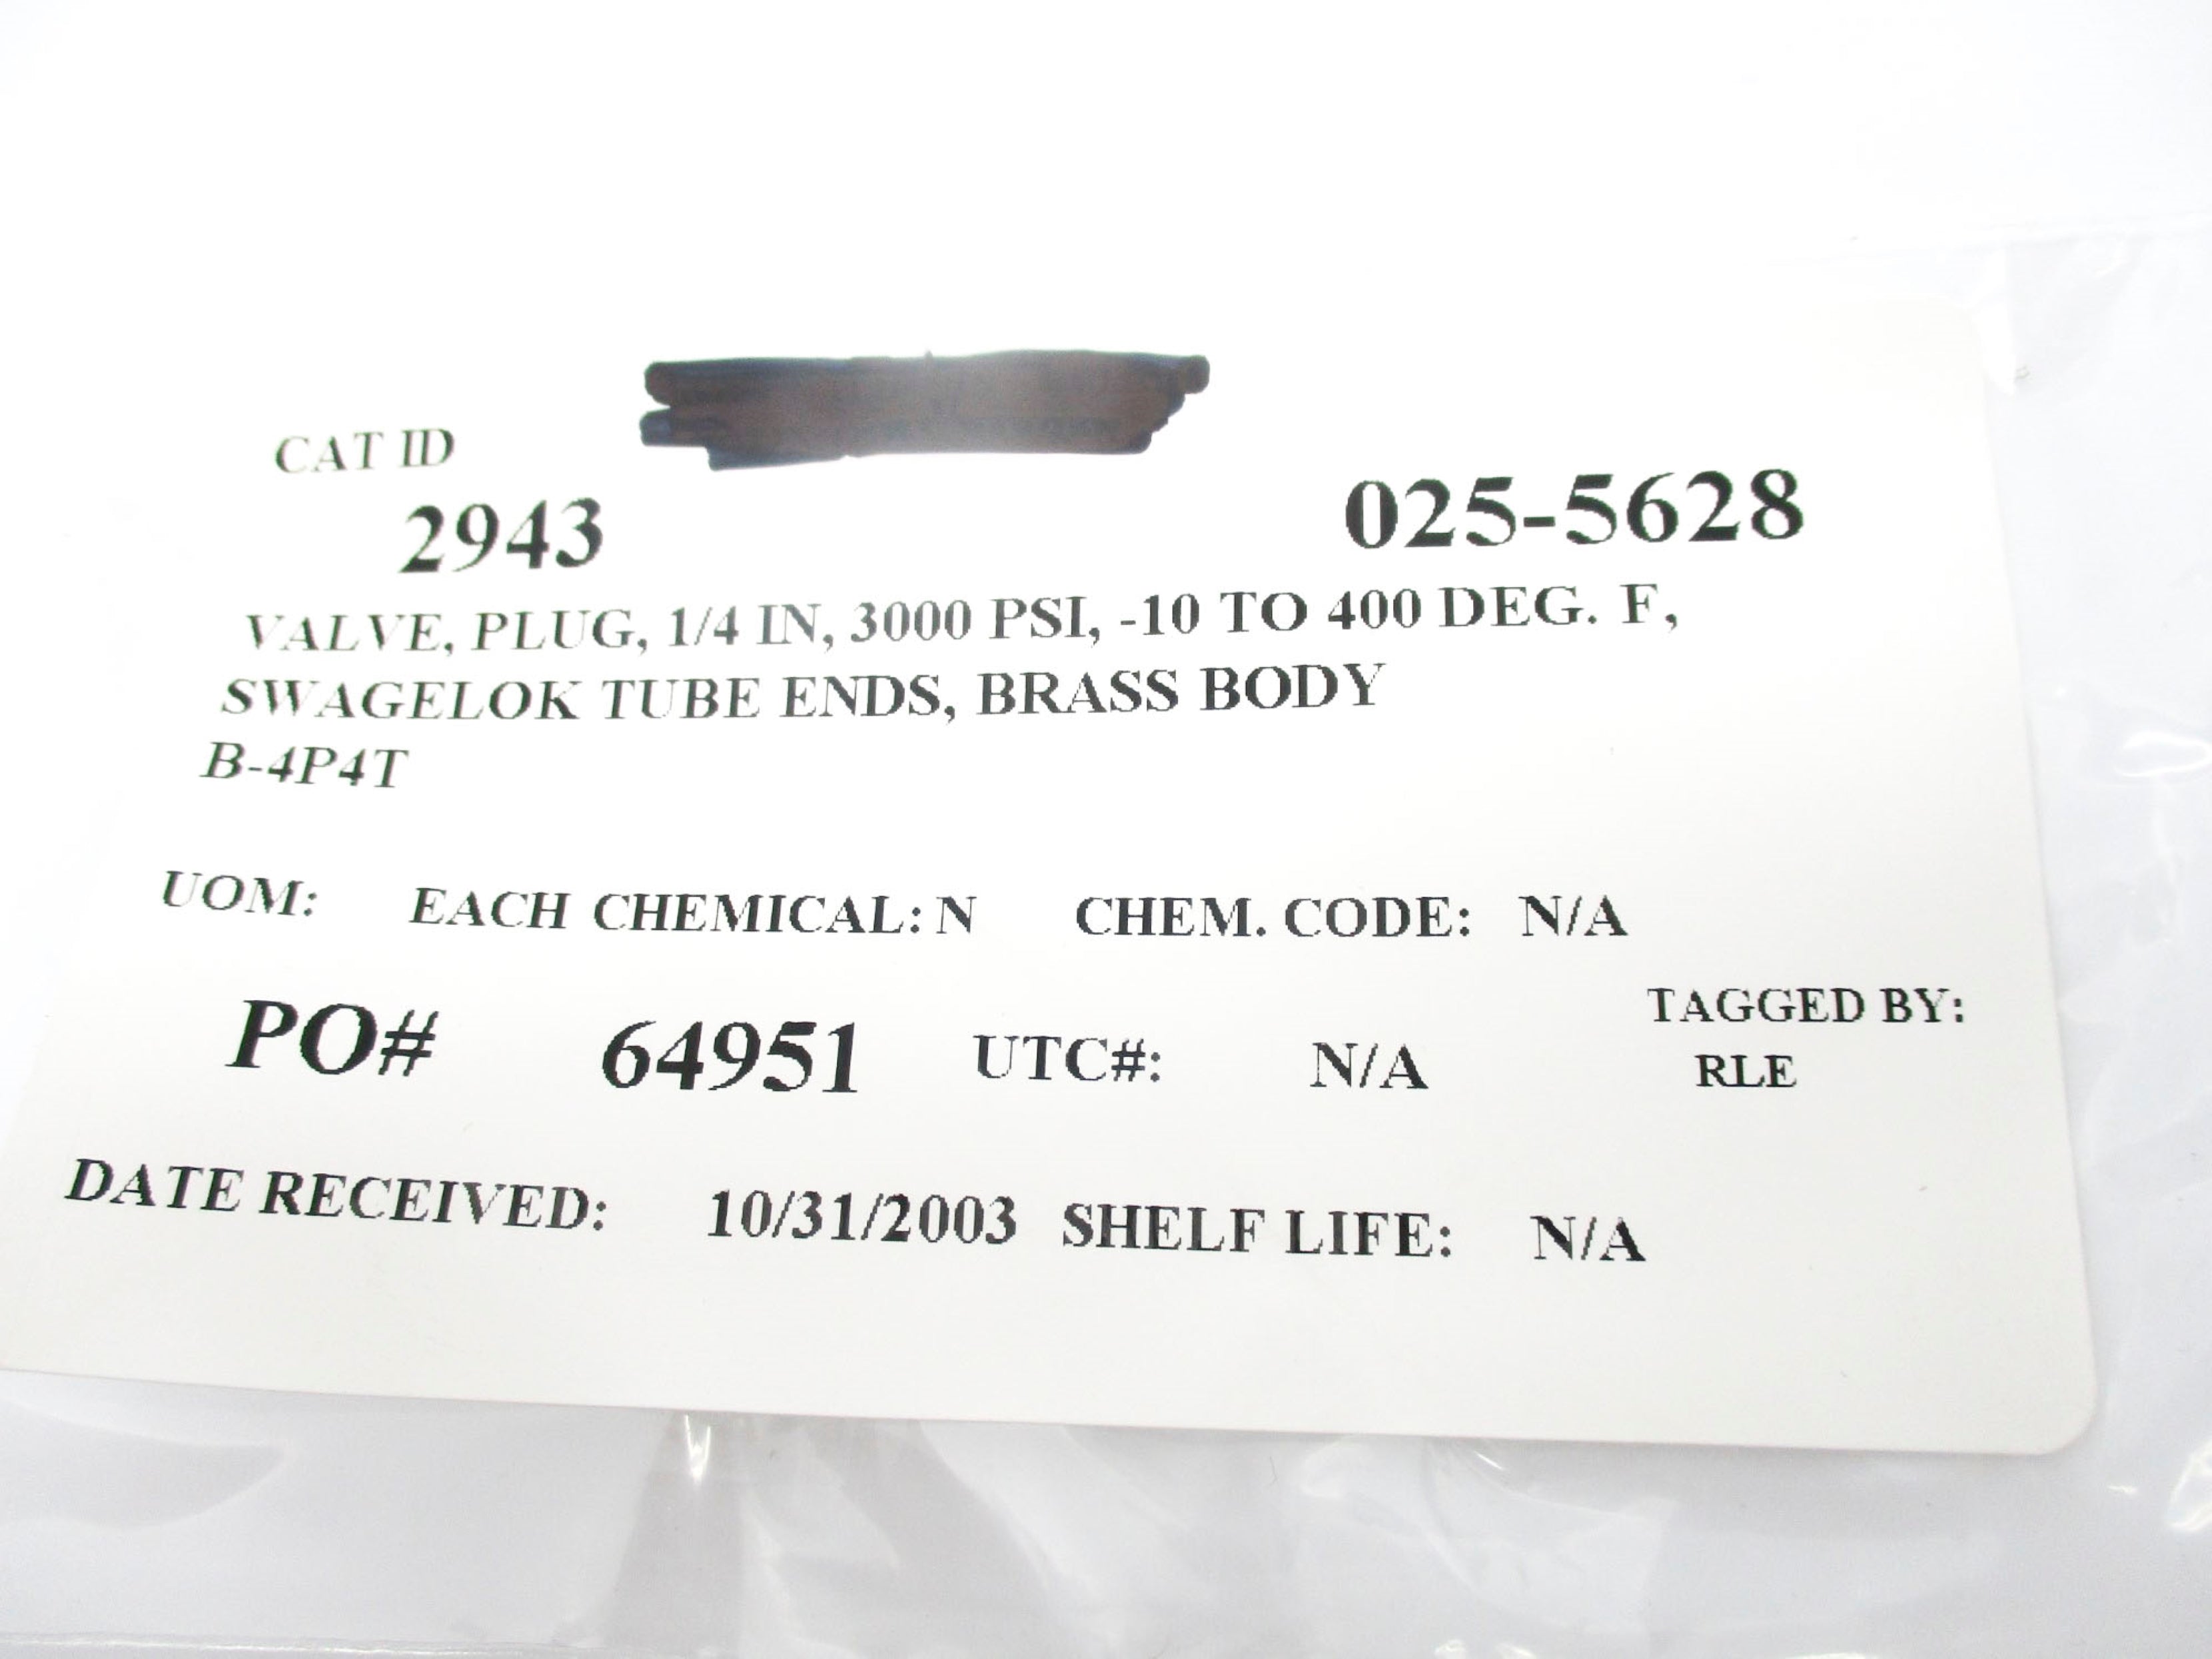 CAT ID
2943 025-5628
VALVE, PLUG, 1/4 IN, 3000 PSI, -10 TO 400 DEG. F,
SWAGELOK TUBE ENDS, BRASS BODY
B-4P4T
UOM: EACH CHEMICAL: N CHEM. CODE: N/A
TAGGED BY:
PO# 64951 UTC#: N/A RLE
DATE RECEIVED: 10/31/2003 SHELF LIFE: N/A